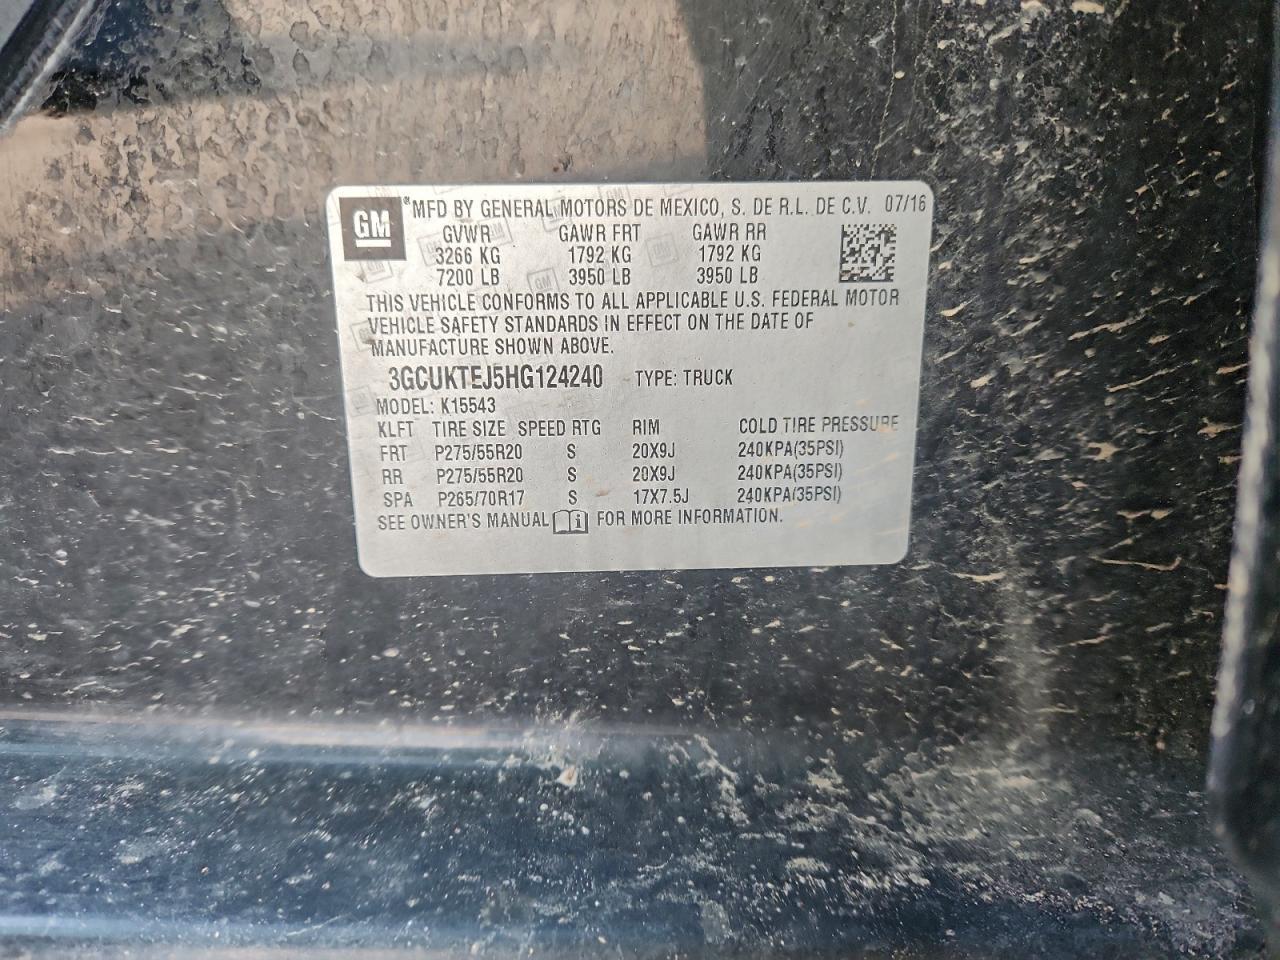 GM ® MFD BY GENERAL MOTORS DE MEXICO, S. DE R.L. DE C.V. 07/16
GVWR GAWR FRT GAWR RR
3266 KG 1792 KG 1792 KG
7200 LB 3950 LB 3950 LB
THIS VEHICLE CONFORMS TO ALL APPLICABLE U.S. FEDERAL MOTOR
VEHICLE SAFETY STANDARDS IN EFFECT ON THE DATE OF
MANUFACTURE SHOWN ABOVE.
3GCUKTEJ5HG124240 TYPE: TRUCK
MODEL: K15543
KLFT TIRE SIZE SPEED RTG RIM COLD TIRE PRESSURE
FRT P275/55R20 S 20X9J 240KPA(35PSI)
RR P275/55R20 S 20X9J 240KPA(35PSI)
SPA P265/70R17 S 17X7.5J 240KPA(35PSI)
SEE OWNER'S MANUAL i FOR MORE INFORMATION.